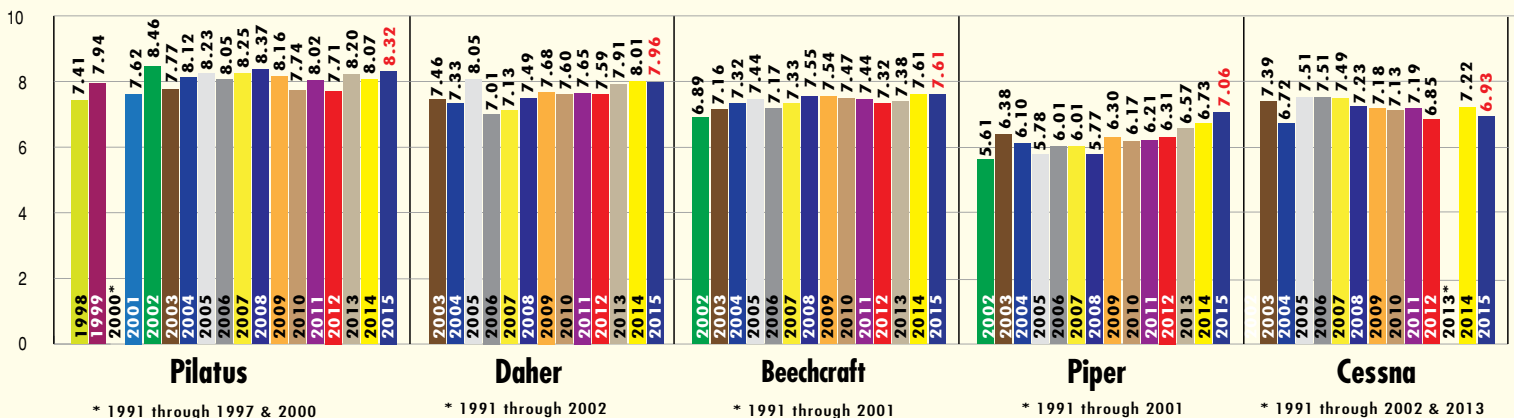 10
8
6
4
2
0
7.41 7.94 7.62 8.46 7.77 8.12 8.23 8.05 8.25 8.37 8.16 7.74 8.02 7.71 8.20 8.07 8.32
1998 1999 2000* 2001 2002 2003 2004 2005 2006 2007 2008 2009 2010 2011 2012 2013 2014 2015
Pilatus
* 1991 through 1997 & 2000
7.46 7.33 8.05 7.01 7.13 7.49 7.68 7.60 7.65 7.59 7.91 8.01 7.96
2003 2004 2005 2006 2007 2008 2009 2010 2011 2012 2013 2014 2015
Daher
* 1991 through 2002
6.89 7.16 7.32 7.44 7.17 7.33 7.55 7.54 7.47 7.44 7.32 7.38 7.61 7.61
2002 2003 2004 2005 2006 2007 2008 2009 2010 2011 2012 2013 2014 2015
Beechcraft
* 1991 through 2001
5.61 6.38 6.10 5.78 6.01 6.01 5.77 6.30 6.17 6.21 6.31 6.57 6.73 7.06
2002 2003 2004 2005 2006 2007 2008 2009 2010 2011 2012 2013 2014 2015
Piper
* 1991 through 2001
7.39 6.72 7.51 7.51 7.49 7.23 7.18 7.13 7.19 6.85 7.22 6.93
2003 2004 2005 2006 2007 2008 2009 2010 2011 2012 2013* 2014 2015
Cessna
* 1991 through 2002 & 2013